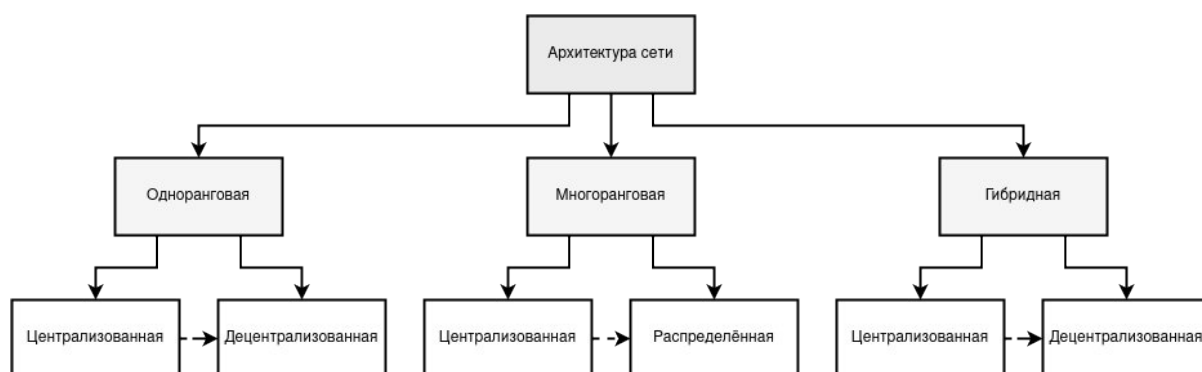 Архитектура сети
Одноранговая
Многоранговая
Гибридная
Централизованная
Децентрализованная
Централизованная
Распределённая
Централизованная
Децентрализованная